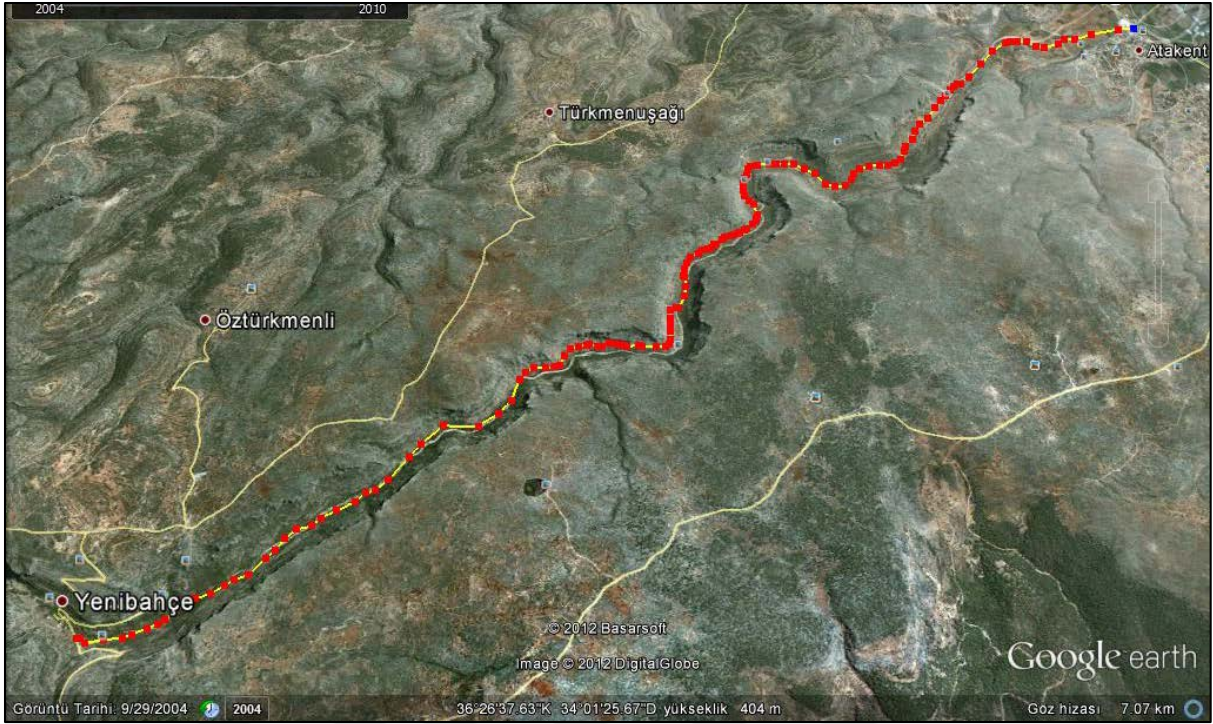 2004 2010
Atakent
Türkmenuşağı
Öztürkmenli
Yenibahçe
© 2012 Basarsoft
Image © 2012 DigitalGlobe
Google earth
Görüntü Tarihi: 9/29/2004 2004 36°26'37.63"K 34°01'25.67"D yükseklik 404 m Göz hizası 7.07 km